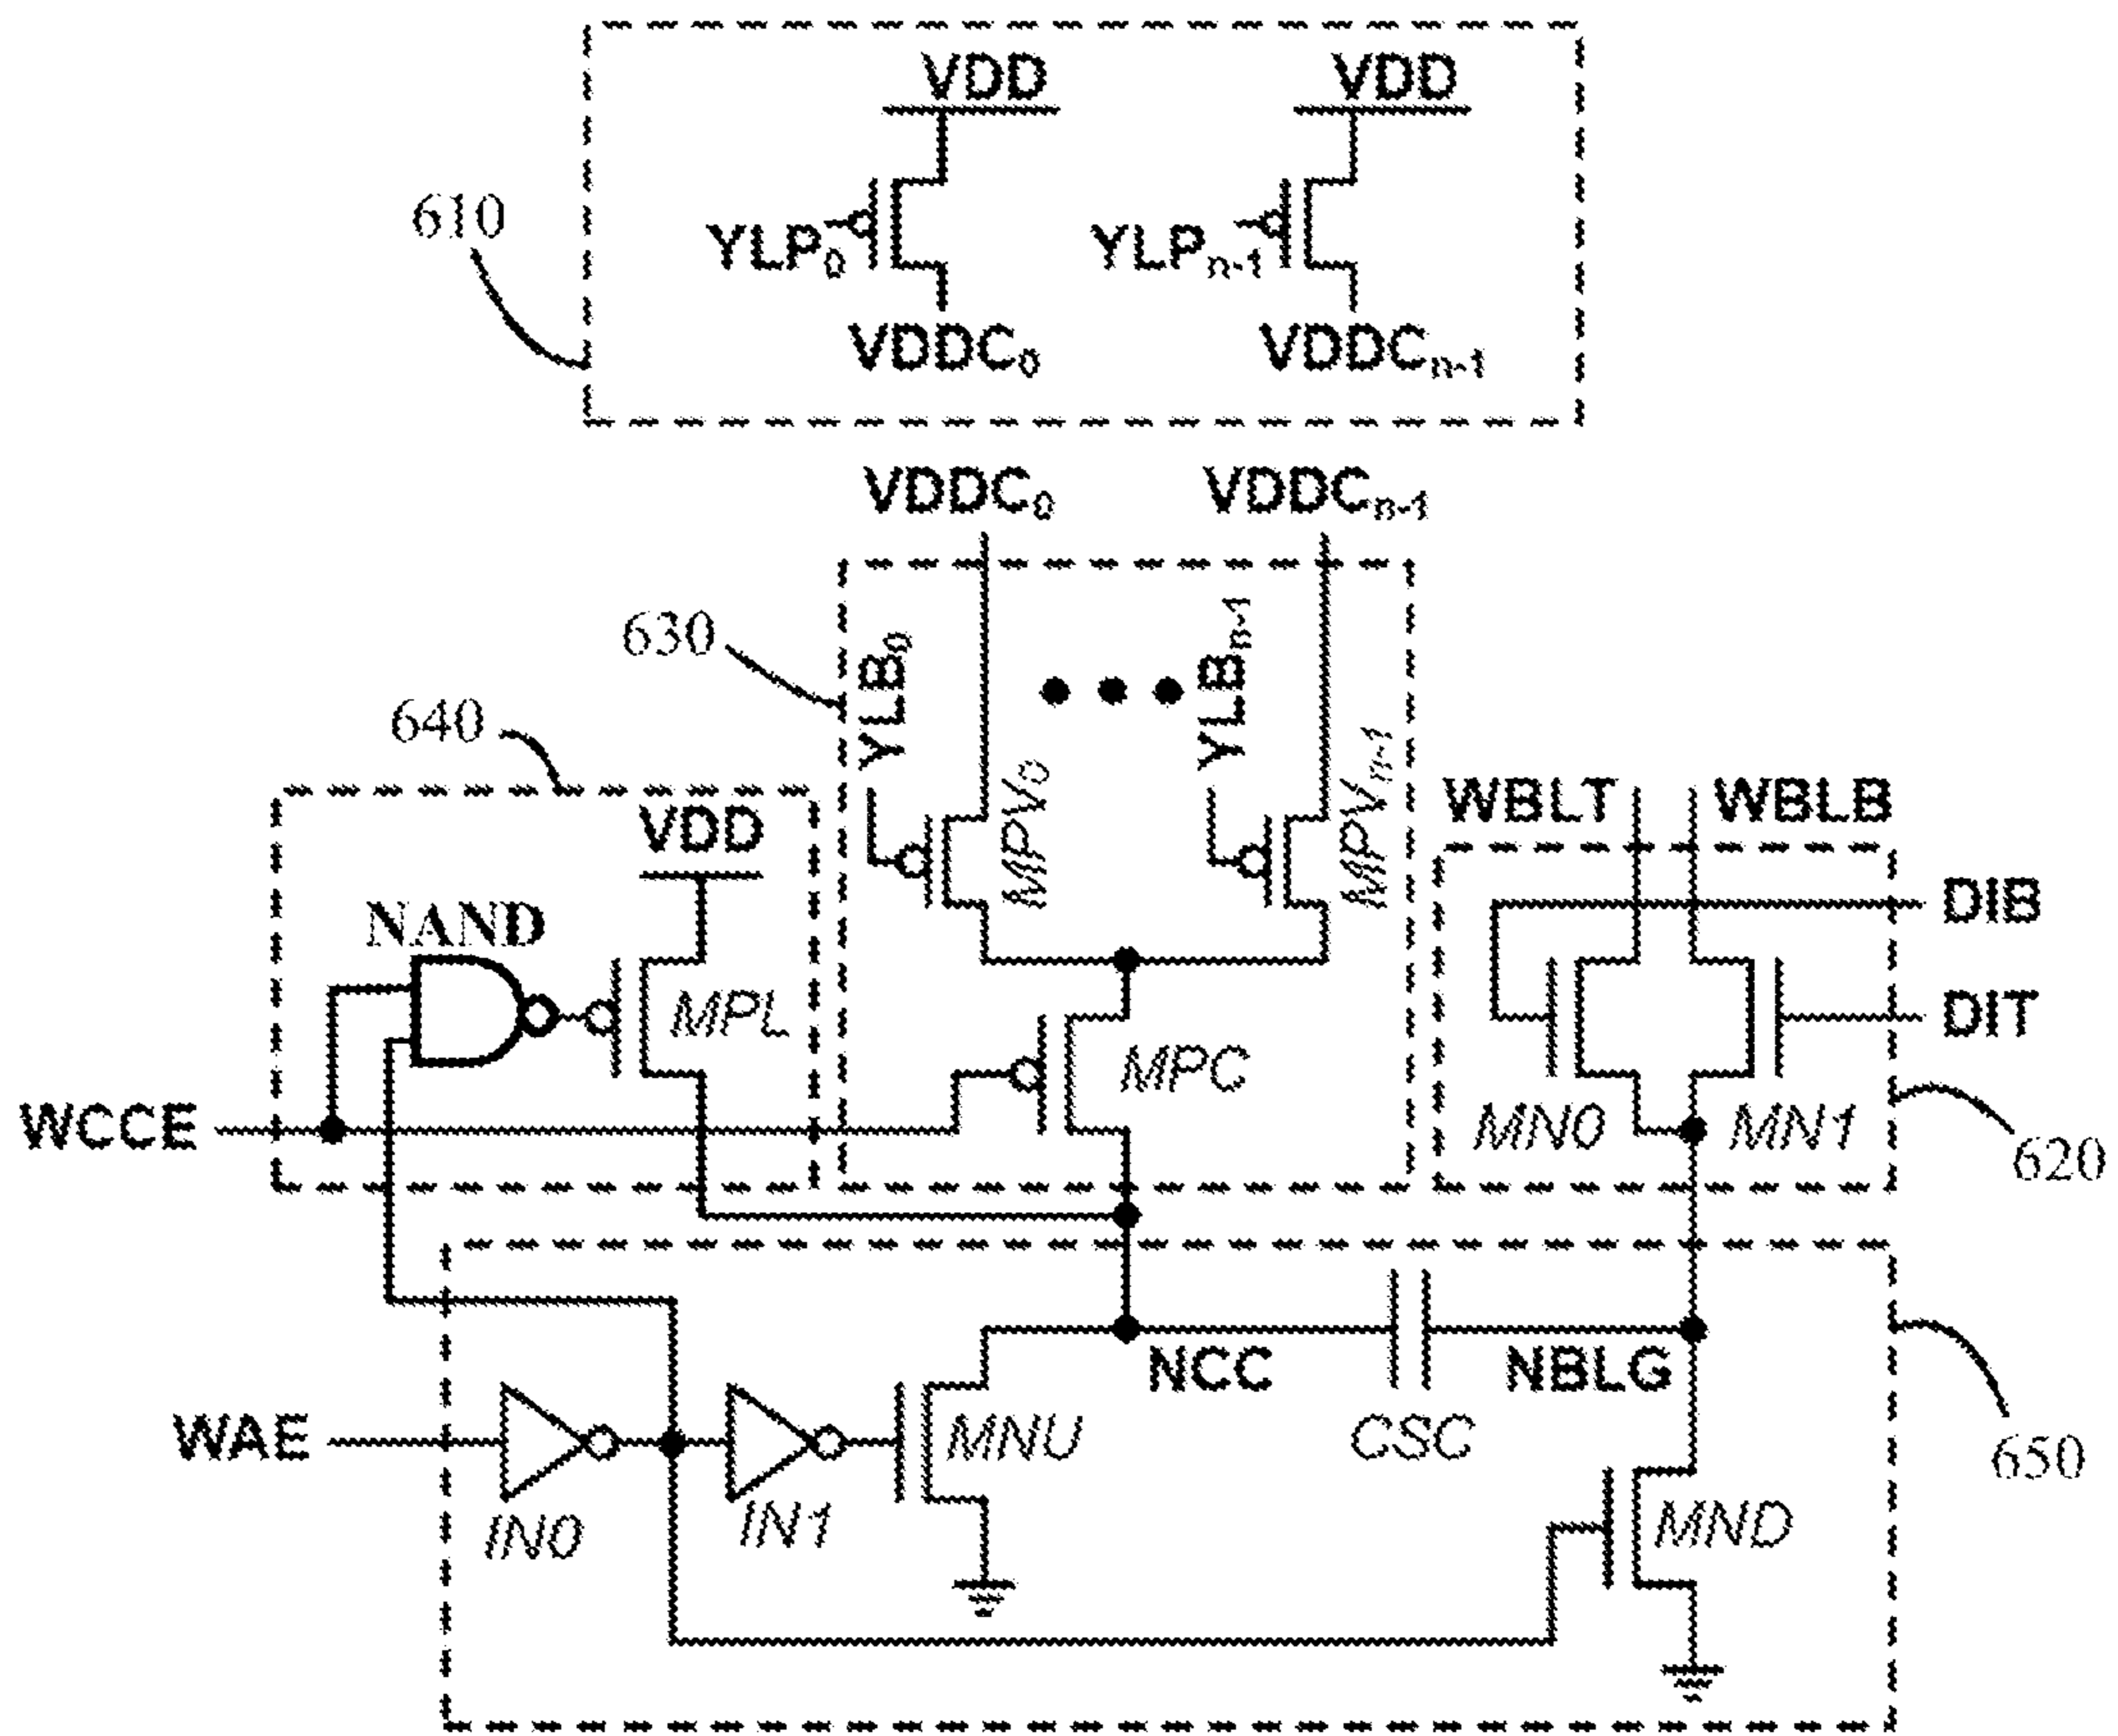 VDD VDD
610
YLP0 YLPn-1
VDDC0 VDDCn-1
VDDC0 VDDCn-1
630
YLB0 YLBn-1
640
MPV0 MPVn-1
WBLT WBLB
VDD
DIB
NAND
MPL
DIT
MPC
WCCE
MN0 MN1
620
NCC NBLG
WAE
MNU
CSC
650
IN0 IN1
MND